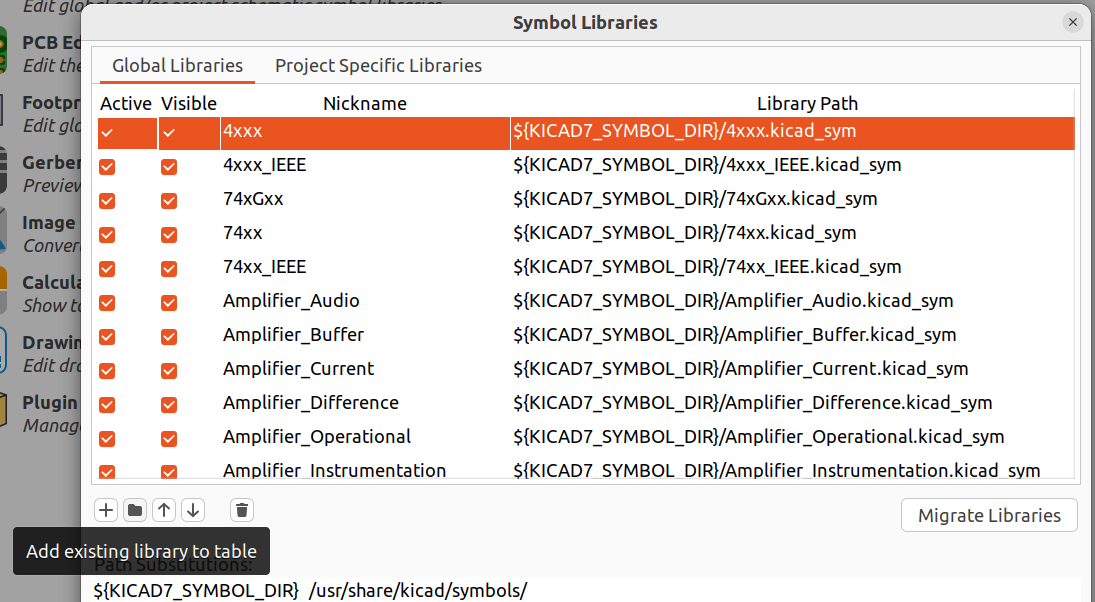 Edit global and/or project schematic symbol libraries
Symbol Libraries
PCB Ed
Edit the
Global Libraries
Project Specific Libraries
Active Visible Nickname Library Path
4xxx ${KICAD7_SYMBOL_DIR}/4xxx.kicad_sym
4xxx_IEEE ${KICAD7_SYMBOL_DIR}/4xxx_IEEE.kicad_sym
74xGxx ${KICAD7_SYMBOL_DIR}/74xGxx.kicad_sym
74xx ${KICAD7_SYMBOL_DIR}/74xx.kicad_sym
74xx_IEEE ${KICAD7_SYMBOL_DIR}/74xx_IEEE.kicad_sym
Amplifier_Audio ${KICAD7_SYMBOL_DIR}/Amplifier_Audio.kicad_sym
Amplifier_Buffer ${KICAD7_SYMBOL_DIR}/Amplifier_Buffer.kicad_sym
Amplifier_Current ${KICAD7_SYMBOL_DIR}/Amplifier_Current.kicad_sym
Amplifier_Difference ${KICAD7_SYMBOL_DIR}/Amplifier_Difference.kicad_sym
Amplifier_Operational ${KICAD7_SYMBOL_DIR}/Amplifier_Operational.kicad_sym
Amplifier_Instrumentation ${KICAD7_SYMBOL_DIR}/Amplifier_Instrumentation.kicad_sym
Footpr
Edit glo
Gerber
Preview
Image
Conver
Calcula
Show to
Drawin
Edit dra
Plugin
Manag
Migrate Libraries
Add existing library to table
Path Substitutions:
${KICAD7_SYMBOL_DIR} /usr/share/kicad/symbols/